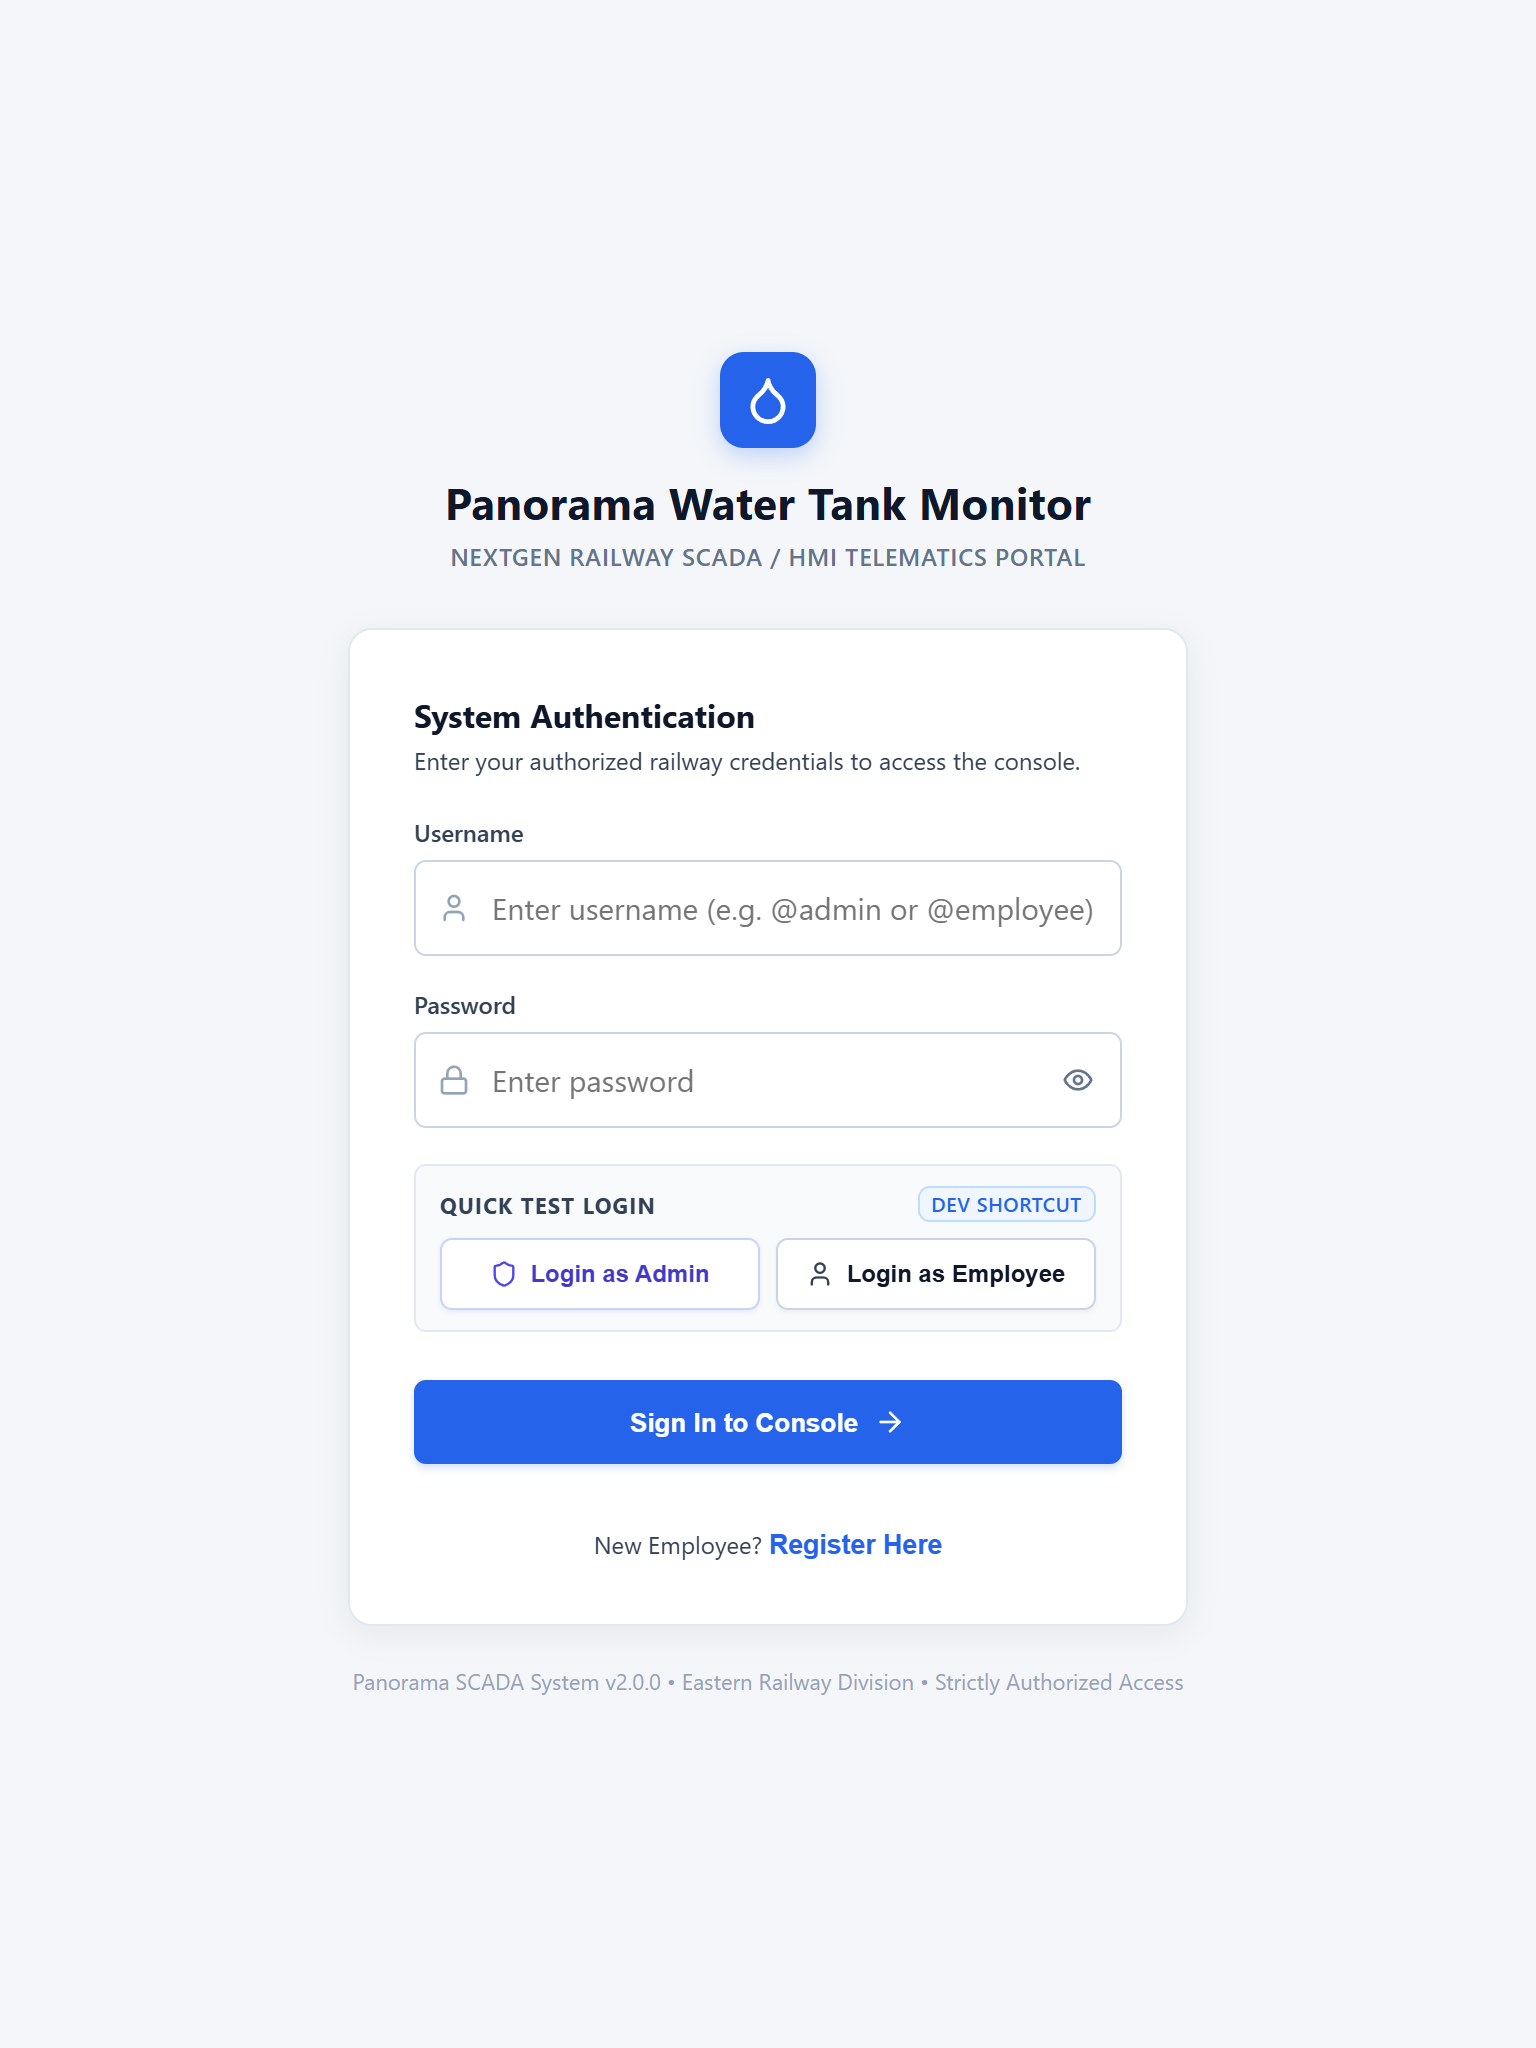 Panorama Water Tank Monitor
NEXTGEN RAILWAY SCADA / HMI TELEMATICS PORTAL
System Authentication
Enter your authorized railway credentials to access the console.
Username
Enter username (e.g. @admin or @employee)
Password
Enter password
QUICK TEST LOGIN
DEV SHORTCUT
Login as Admin
Login as Employee
Sign In to Console
New Employee? Register Here
Panorama SCADA System v2.0.0 • Eastern Railway Division • Strictly Authorized Access